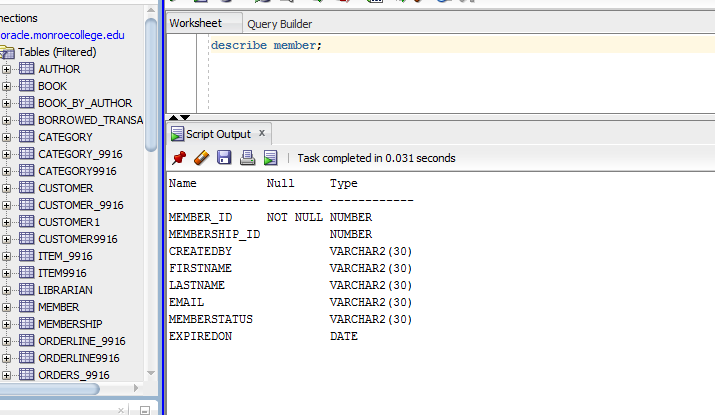 nections
oracle.monroecollege.edu
Tables (Filtered)
AUTHOR
BOOK
BOOK_BY_AUTHOR
BORROWED_TRANSA
CATEGORY
CATEGORY_9916
CATEGORY9916
CUSTOMER
CUSTOMER_9916
CUSTOMER1
CUSTOMER9916
ITEM_9916
ITEM9916
LIBRARIAN
MEMBER
MEMBERSHIP
ORDERLINE_9916
ORDERLINE9916
ORDERS_9916
Worksheet Query Builder
describe member;
Script Output x
Task completed in 0.031 seconds
Name Null Type
------------- -------- ------------
MEMBER_ID NOT NULL NUMBER
MEMBERSHIP_ID NUMBER
CREATEDBY VARCHAR2(30)
FIRSTNAME VARCHAR2(30)
LASTNAME VARCHAR2(30)
EMAIL VARCHAR2(30)
MEMBERSTATUS VARCHAR2(30)
EXPIREDON DATE